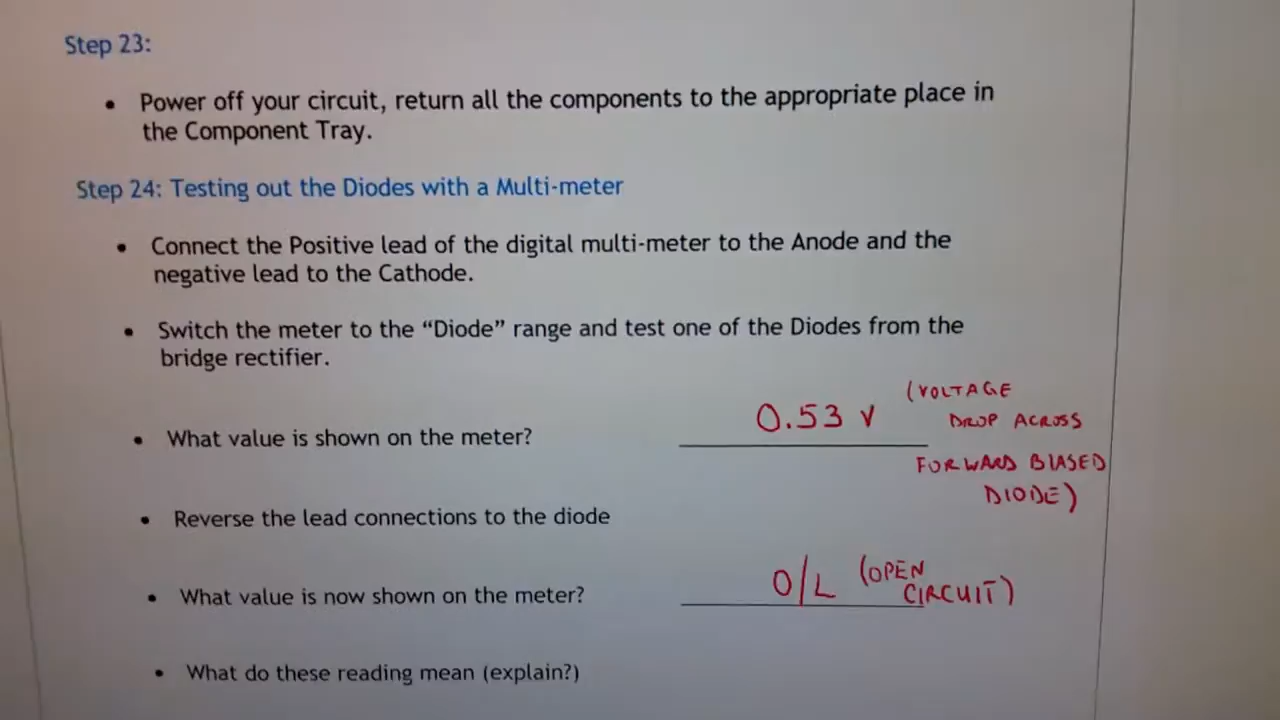 Step 23:
• Power off your circuit, return all the components to the appropriate place in
the Component Tray.
Step 24: Testing out the Diodes with a Multi-meter
• Connect the Positive lead of the digital multi-meter to the Anode and the
negative lead to the Cathode.
• Switch the meter to the “Diode” range and test one of the Diodes from the
bridge rectifier.
• What value is shown on the meter? 0.53 V (VOLTAGE
DROP ACROSS
FORWARD BIASED
DIODE)
• Reverse the lead connections to the diode
• What value is now shown on the meter? O/L (OPEN
CIRCUIT)
• What do these reading mean (explain?)